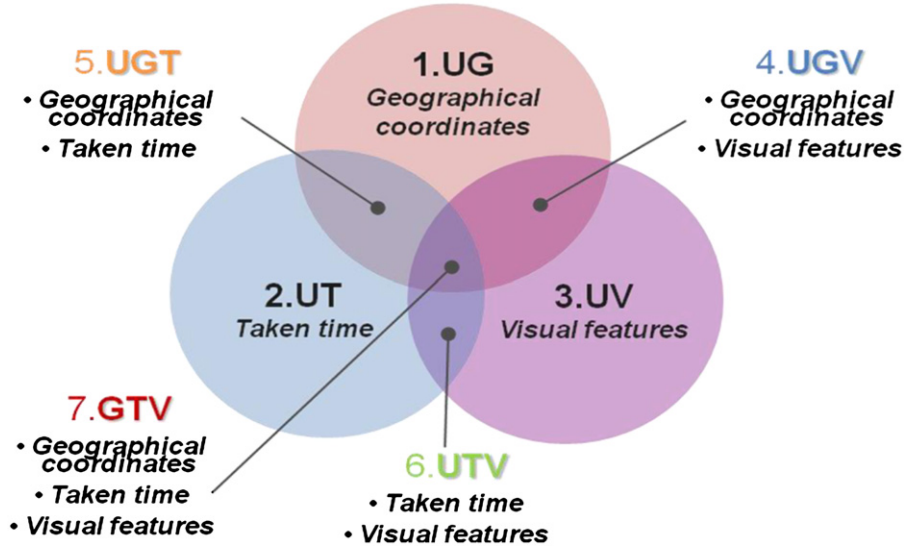 5.UGT
• Geographical
coordinates
• Taken time
1.UG
Geographical
coordinates
4.UGV
• Geographical
coordinates
• Visual features
2.UT
Taken time
3.UV
Visual features
7.GTV
• Geographical
coordinates
• Taken time
• Visual features
6.UTV
• Taken time
• Visual features